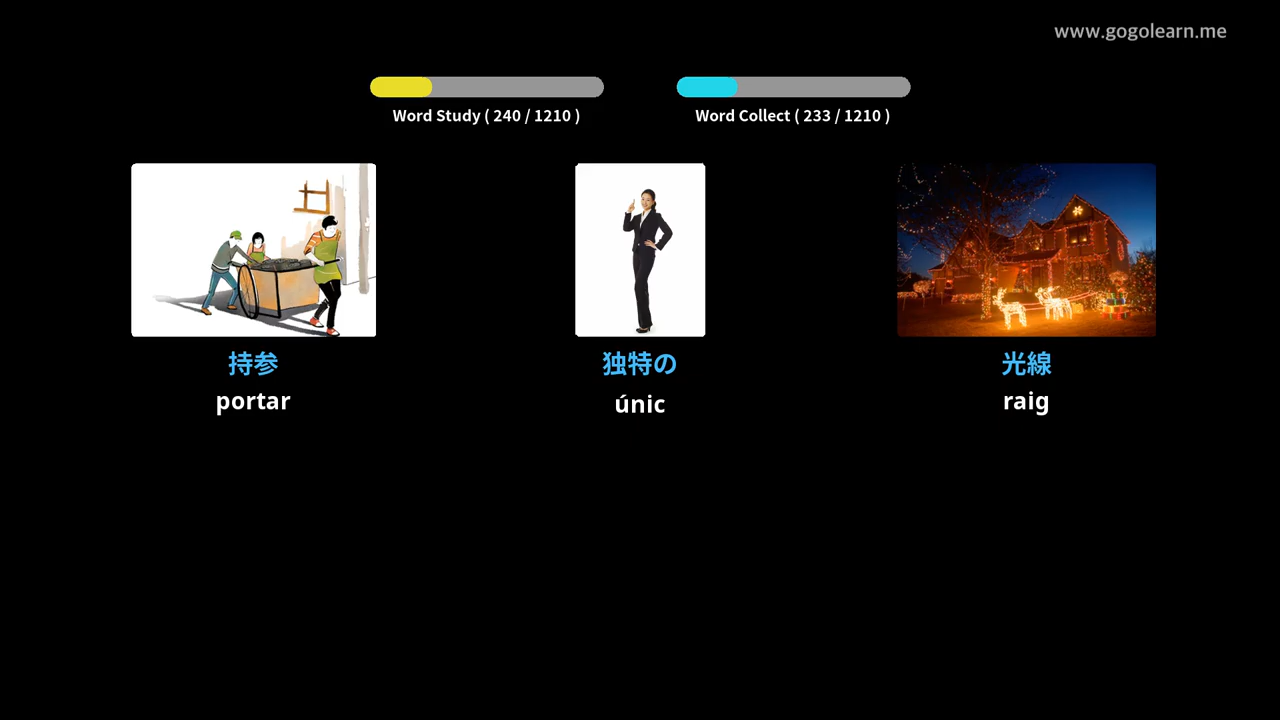 www.gogolearn.me
Word Study ( 240 / 1210 )
Word Collect ( 233 / 1210 )
持参
portar
独特の
únic
光線
raig